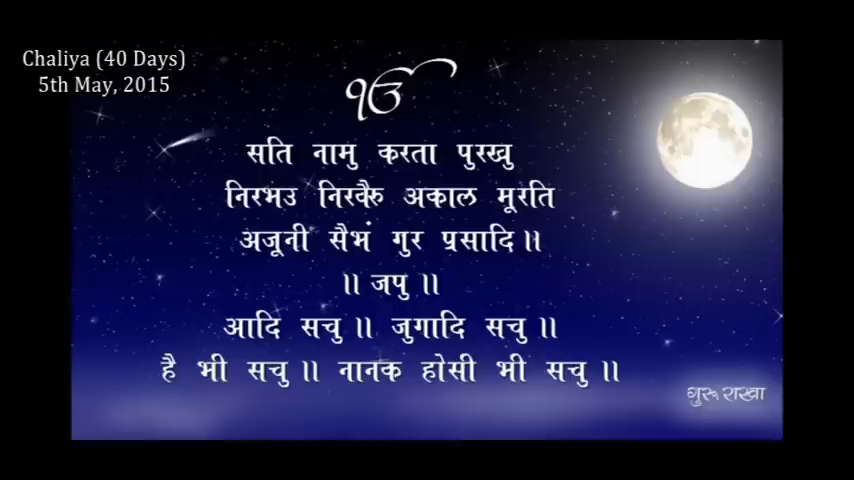 Chaliya (40 Days)
5th May, 2015
ੴ
सति नामु करता पुरखु
निरभउ निरवैरु अकाल मूरति
अजूनी सैभं गुर प्रसादि॥
॥ जपु ॥
आदि सचु ॥ जुगादि सचु ॥
है भी सचु ॥ नानक होसी भी सचु ॥
गुरू राखा